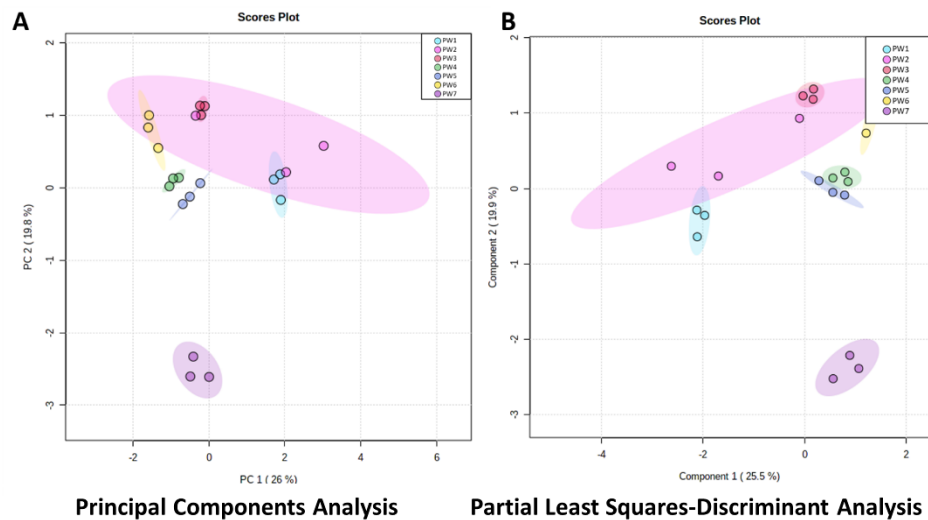 A
Scores Plot
PW1
PW2
PW3
PW4
PW5
PW6
PW7
2
1
0
-1
-2
-3
PC 2 ( 19.8 %)
-2
0
2
4
6
PC 1 ( 26 %)
Principal Components Analysis
B
Scores Plot
PW1
PW2
PW3
PW4
PW5
PW6
PW7
2
1
0
-1
-2
-3
Component 2 ( 19.9 %)
-4
-2
0
2
Component 1 ( 25.5 %)
Partial Least Squares-Discriminant Analysis